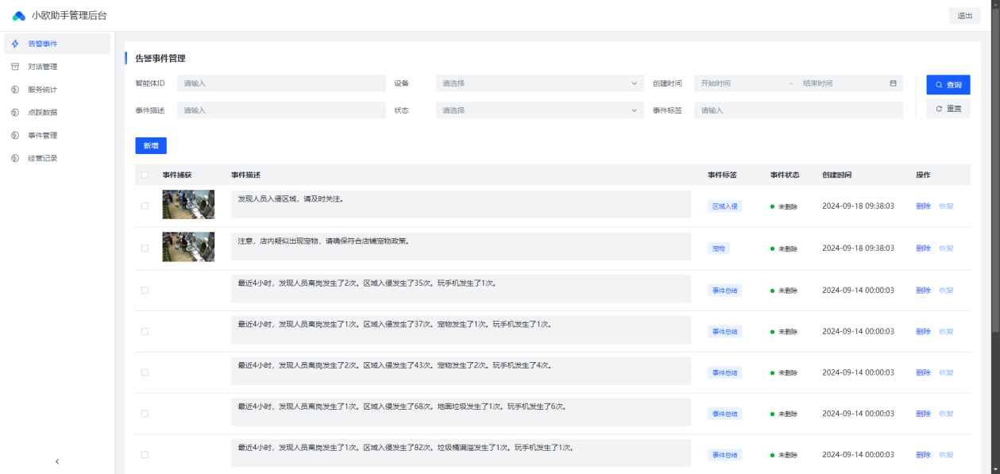 小欧助手管理后台
退出
告警事件
对话管理
服务统计
点踩数据
事件管理
经营记录
告警事件管理
智能体ID 请输入 设备 请选择 创建时间 开始时间 - 结束时间 查询
事件描述 请输入 状态 请选择 事件标签 请输入 重置
新增
事件捕获 事件描述 事件标签 事件状态 创建时间 操作
发现人员入侵区域，请及时关注。 区域入侵 未删除 2024-09-18 09:38:03 删除 恢复
注意，店内疑似出现宠物，请确保符合店铺宠物政策。 宠物 未删除 2024-09-18 09:38:03 删除 恢复
最近4小时，发现人员离岗发生了2次。区域入侵发生了35次。玩手机发生了1次。 事件总结 未删除 2024-09-14 00:00:03 删除 恢复
最近4小时，发现人员离岗发生了1次。区域入侵发生了37次。宠物发生了1次。玩手机发生了1次。 事件总结 未删除 2024-09-14 00:00:03 删除 恢复
最近4小时，发现人员离岗发生了2次。区域入侵发生了43次。宠物发生了2次。玩手机发生了4次。 事件总结 未删除 2024-09-14 00:00:03 删除 恢复
最近4小时，发现人员离岗发生了1次。区域入侵发生了68次。地面垃圾发生了1次。玩手机发生了6次。 事件总结 未删除 2024-09-14 00:00:03 删除 恢复
最近4小时，发现人员离岗发生了1次。区域入侵发生了82次。垃圾桶满溢发生了1次。玩手机发生了1次。 事件总结 未删除 2024-09-14 00:00:03 删除 恢复